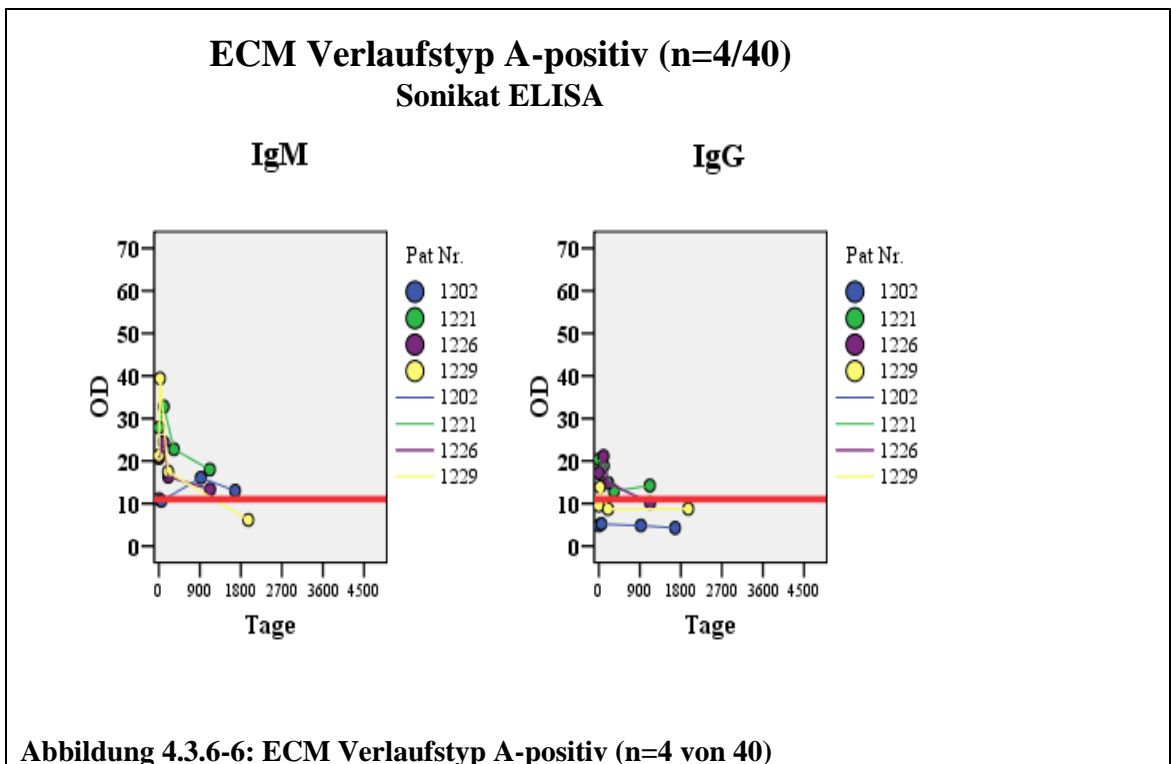 ECM Verlaufstyp A-positiv (n=4/40)
Sonikat ELISA
IgM
70
60
50
40
30
20
10
0
OD
0 900 1800 2700 3600 4500
Tage
Pat Nr.
1202
1221
1226
1229
1202
1221
1226
1229
IgG
70
60
50
40
30
20
10
0
OD
0 900 1800 2700 3600 4500
Tage
Pat Nr.
1202
1221
1226
1229
1202
1221
1226
1229
Abbildung 4.3.6-6: ECM Verlaufstyp A-positiv (n=4 von 40)